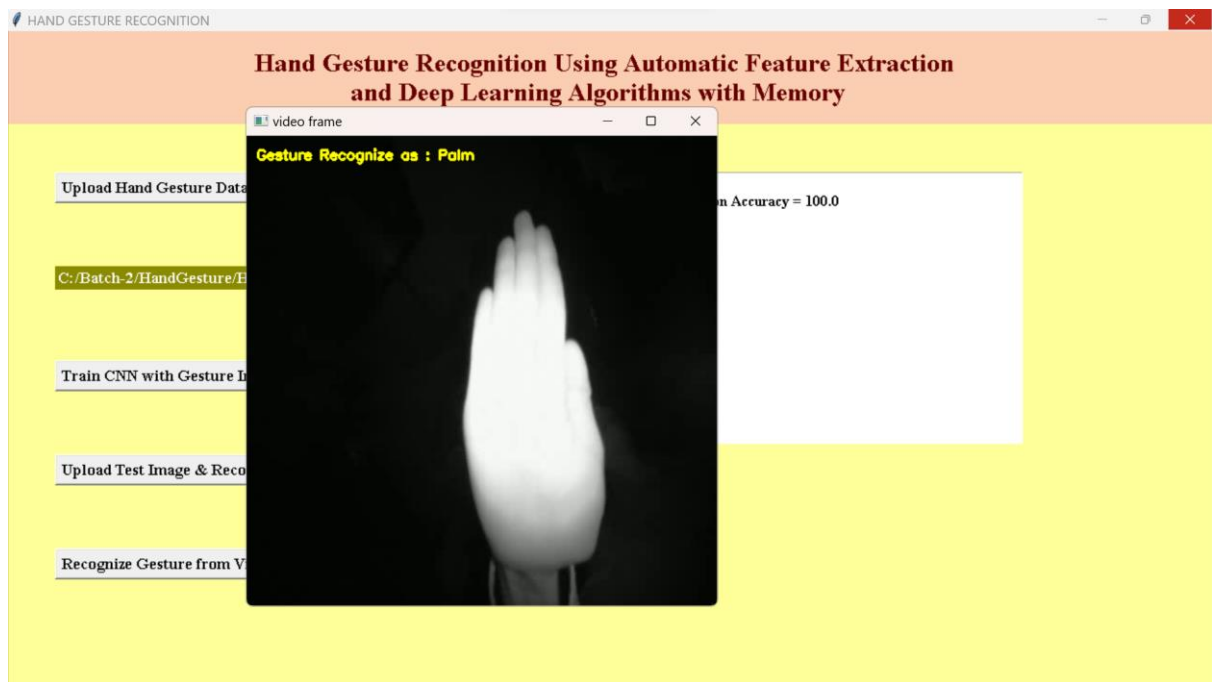 HAND GESTURE RECOGNITION
Hand Gesture Recognition Using Automatic Feature Extraction
and Deep Learning Algorithms with Memory
video frame
Gesture Recognize as : Palm
Upload Hand Gesture Data
n Accuracy = 100.0
C:/Batch-2/HandGesture/H
Train CNN with Gesture
Upload Test Image & Reco
Recognize Gesture from V